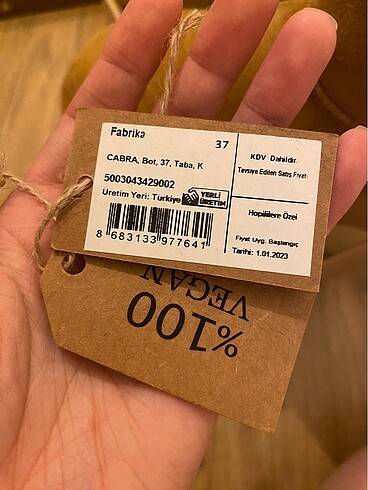 Fabrika
37
CABRA, Bot, 37, Taba, K
5003043429002
Üretim Yeri: Türkiye
YERLİ
ÜRETİM
8 683133 977641
KDV Dahildir.
Tavsiye Edilen Satış Fiyatı
Hopililere Özel
Fiyat Uyg. Başlangıç
Tarihi: 1.01.2023
%100
VEGAN